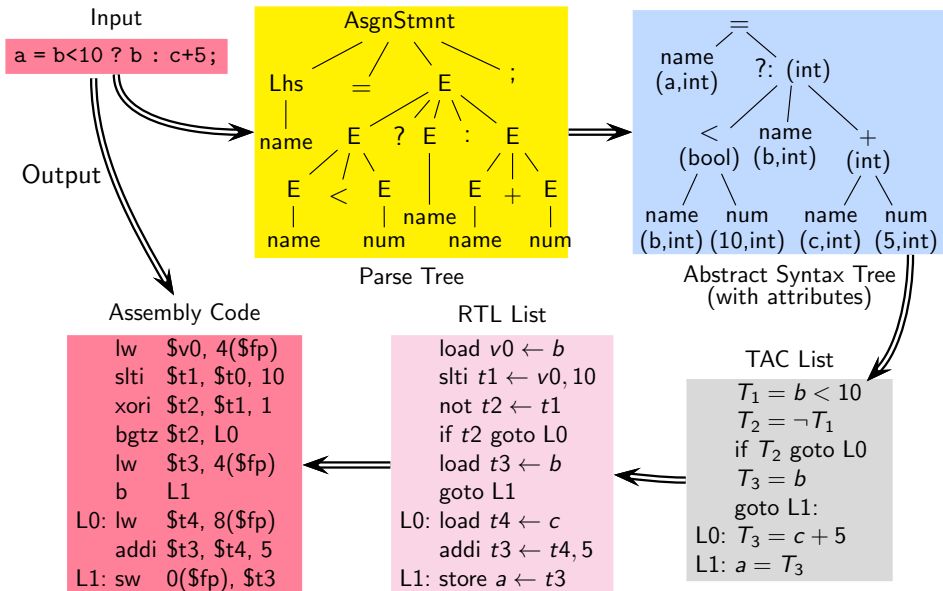 Input
a = b<10 ? b : c+5;
Output
AsgnStmnt
Lhs = E ;
name E ? E : E
E < E name E + E
name num name num
Parse Tree
=
name ?: (int)
(a,int)
< name +
(bool) (b,int) (int)
name num name num
(b,int) (10,int) (c,int) (5,int)
Abstract Syntax Tree
(with attributes)
Assembly Code
lw $v0, 4($fp)
slti $t1, $t0, 10
xori $t2, $t1, 1
bgtz $t2, L0
lw $t3, 4($fp)
b L1
L0: lw $t4, 8($fp)
addi $t3, $t4, 5
L1: sw 0($fp), $t3
RTL List
load v0 ← b
slti t1 ← v0, 10
not t2 ← t1
if t2 goto L0
load t3 ← b
goto L1
L0: load t4 ← c
addi t3 ← t4, 5
L1: store a ← t3
TAC List
T1 = b < 10
T2 = ¬T1
if T2 goto L0
T3 = b
goto L1:
L0: T3 = c + 5
L1: a = T3